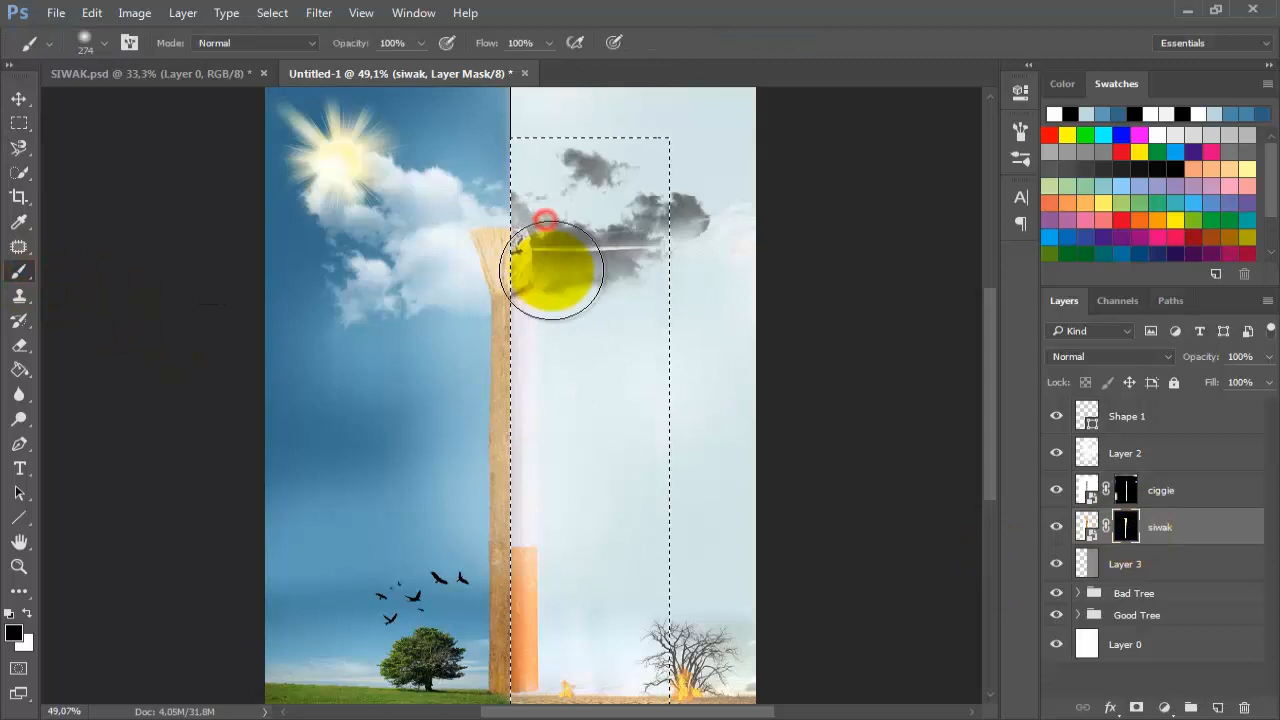 Ps File Edit Image Layer Type Select Filter View Window Help
274 Mode: Normal Opacity: 100% Flow: 100% Essentials
SIWAK.psd @ 33,3% (Layer 0, RGB/8) * × Untitled-1 @ 49,1% (siwak, Layer Mask/8) * ×
Color Swatches
Layers Channels Paths
Kind
Normal Opacity: 100%
Lock: Fill: 100%
Shape 1
Layer 2
ciggie
siwak
Layer 3
Bad Tree
Good Tree
Layer 0
49,07% Doc: 4,05M/31,8M